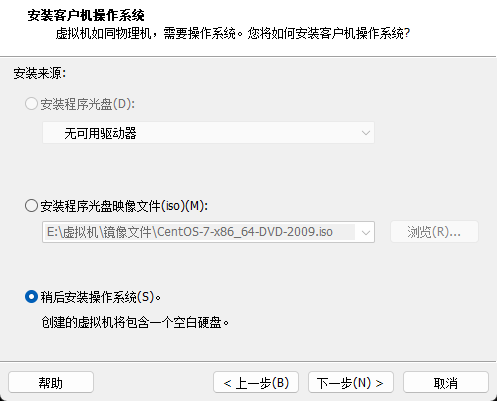 安装客户机操作系统
虚拟机如同物理机，需要操作系统。您将如何安装客户机操作系统?
安装来源:
安装程序光盘(D):
无可用驱动器
安装程序光盘映像文件(iso)(M):
E:\虚拟机\镜像文件\CentOS-7-x86_64-DVD-2009.iso
浏览(R)...
稍后安装操作系统(S)。
创建的虚拟机将包含一个空白硬盘。
帮助
< 上一步(B)
下一步(N) >
取消